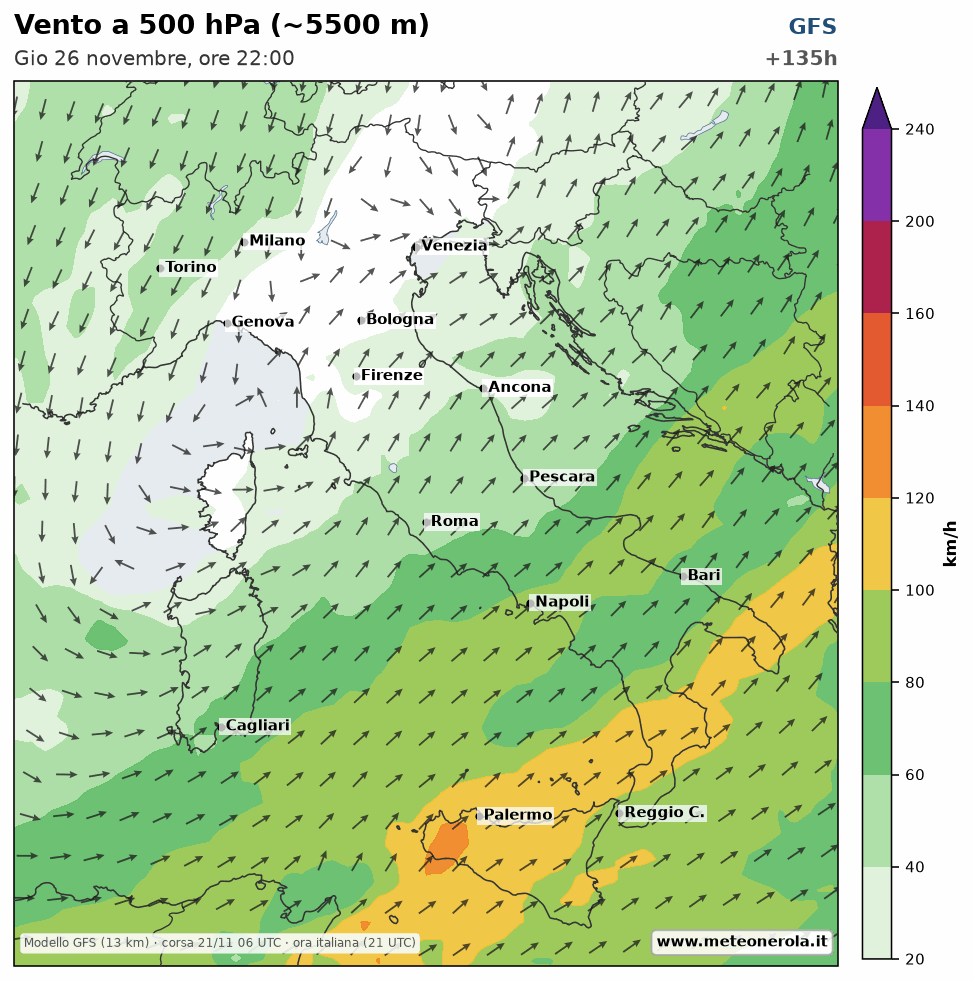 Vento a 500 hPa (~5500 m)
GFS
Gio 26 novembre, ore 22:00
+135h
240
200
160
140
120
100
80
60
40
20
km/h
Milano
Venezia
Torino
Genova
Bologna
Firenze
Ancona
Pescara
Roma
Bari
Napoli
Cagliari
Palermo
Reggio C.
Modello GFS (13 km) · corsa 21/11 06 UTC · ora italiana (21 UTC)
www.meteonerola.it